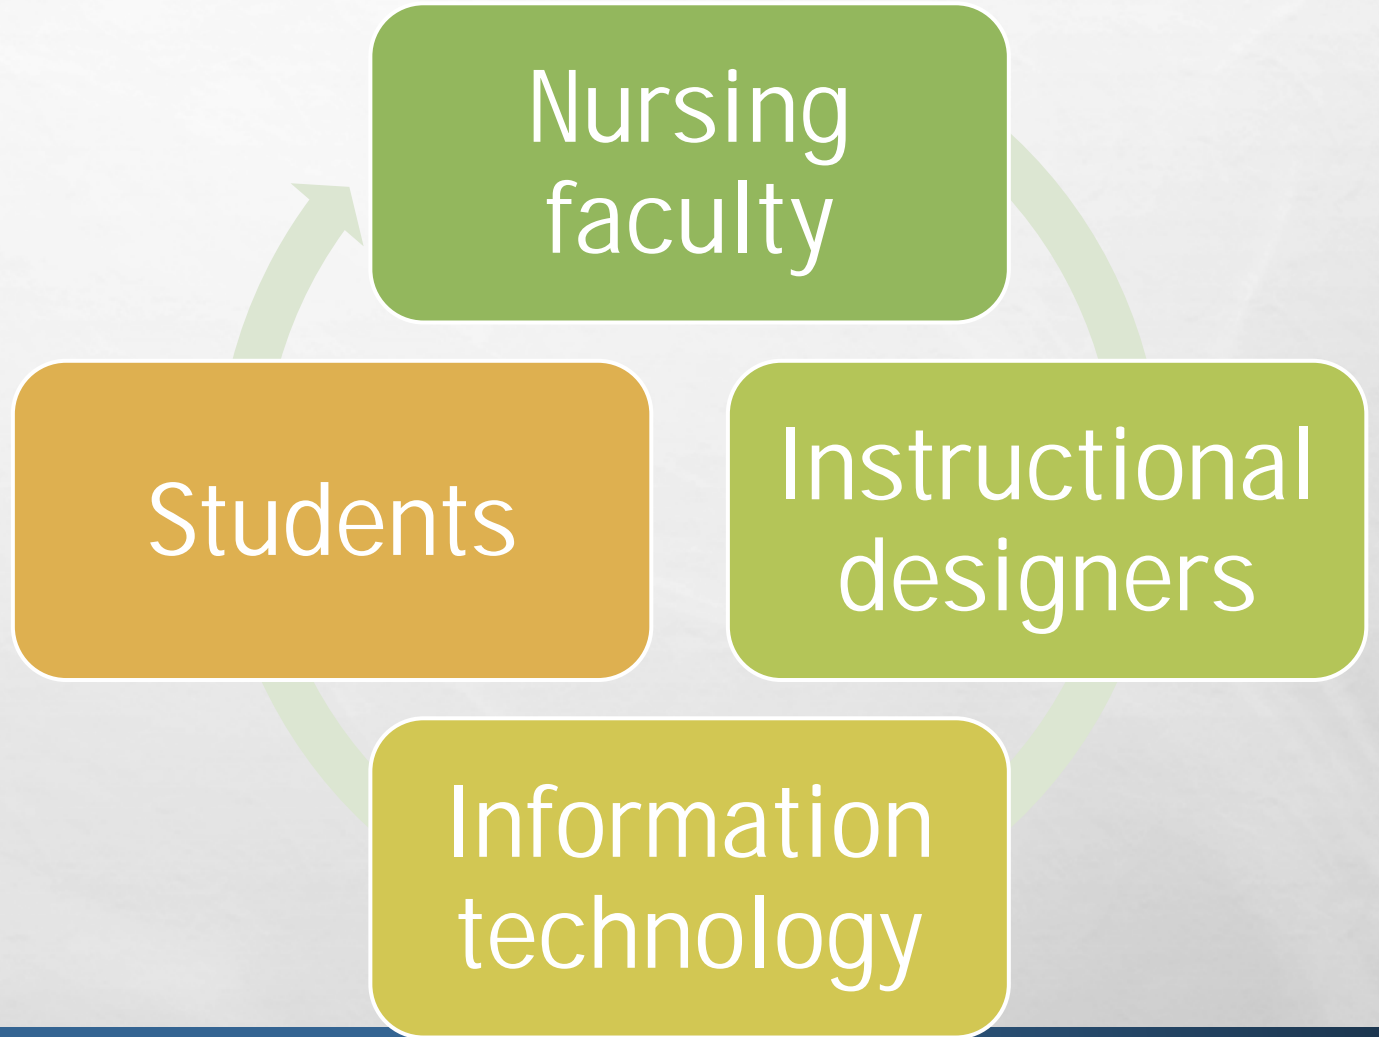 Nursing
faculty
Instructional
designers
Information
technology
Students